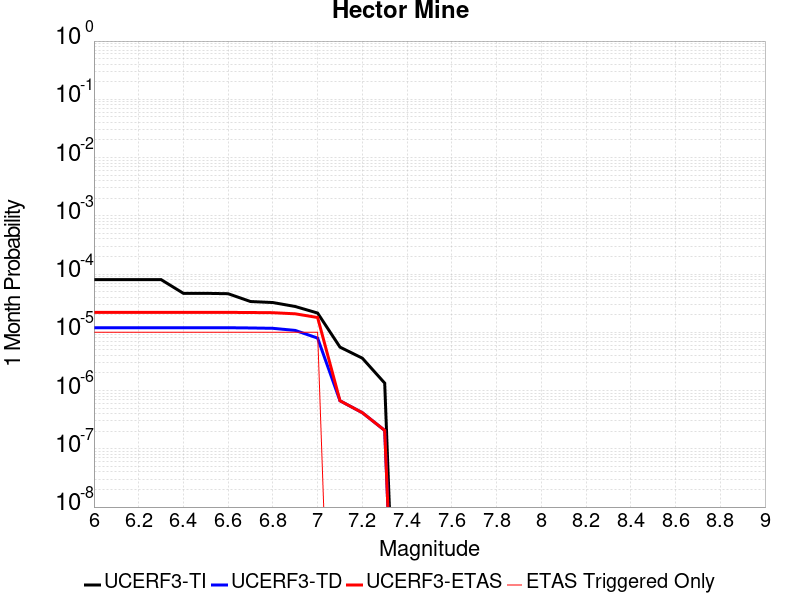 Hector Mine
1 Month Probability
10^0
10^-1
10^-2
10^-3
10^-4
10^-5
10^-6
10^-7
10^-8
6 6.2 6.4 6.6 6.8 7 7.2 7.4 7.6 7.8 8 8.2 8.4 8.6 8.8 9
Magnitude
UCERF3-TI UCERF3-TD UCERF3-ETAS ETAS Triggered Only